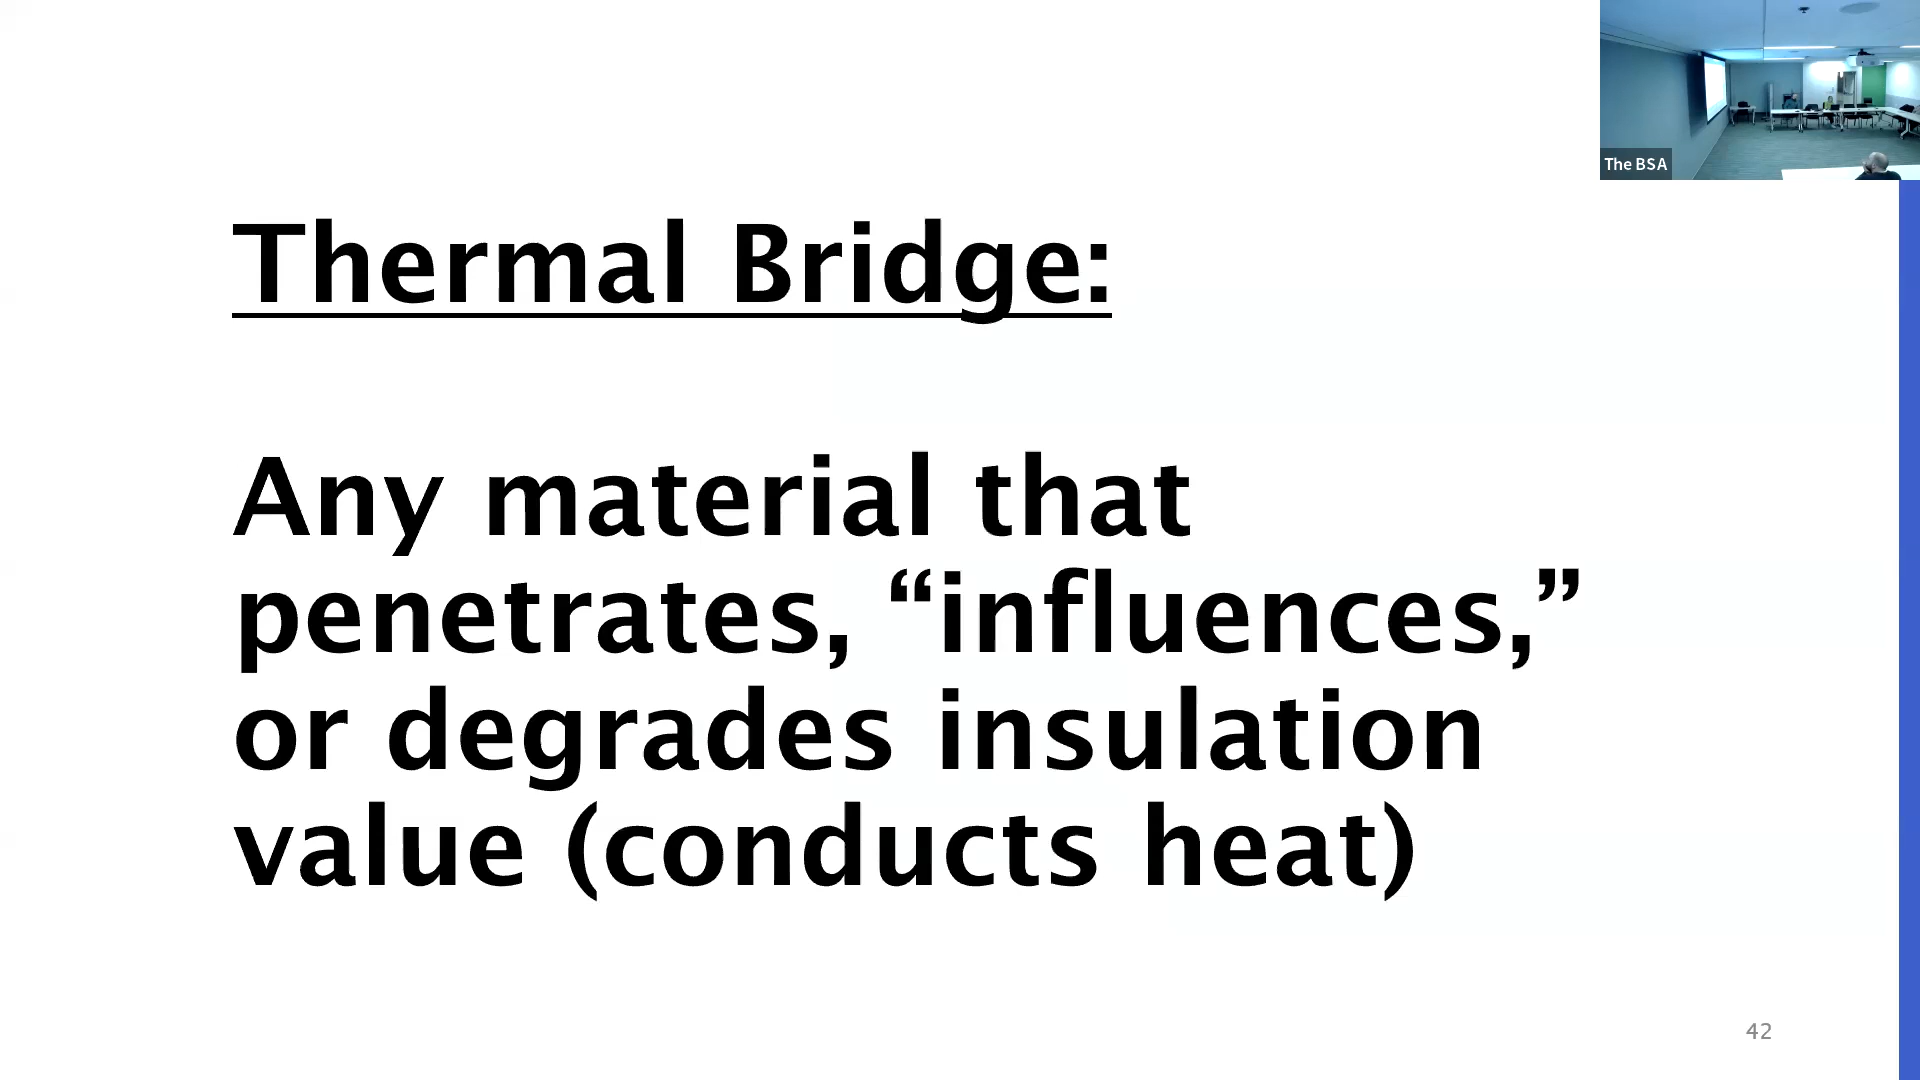 The BSA
Thermal Bridge:
Any material that
penetrates, “influences,”
or degrades insulation
value (conducts heat)
42